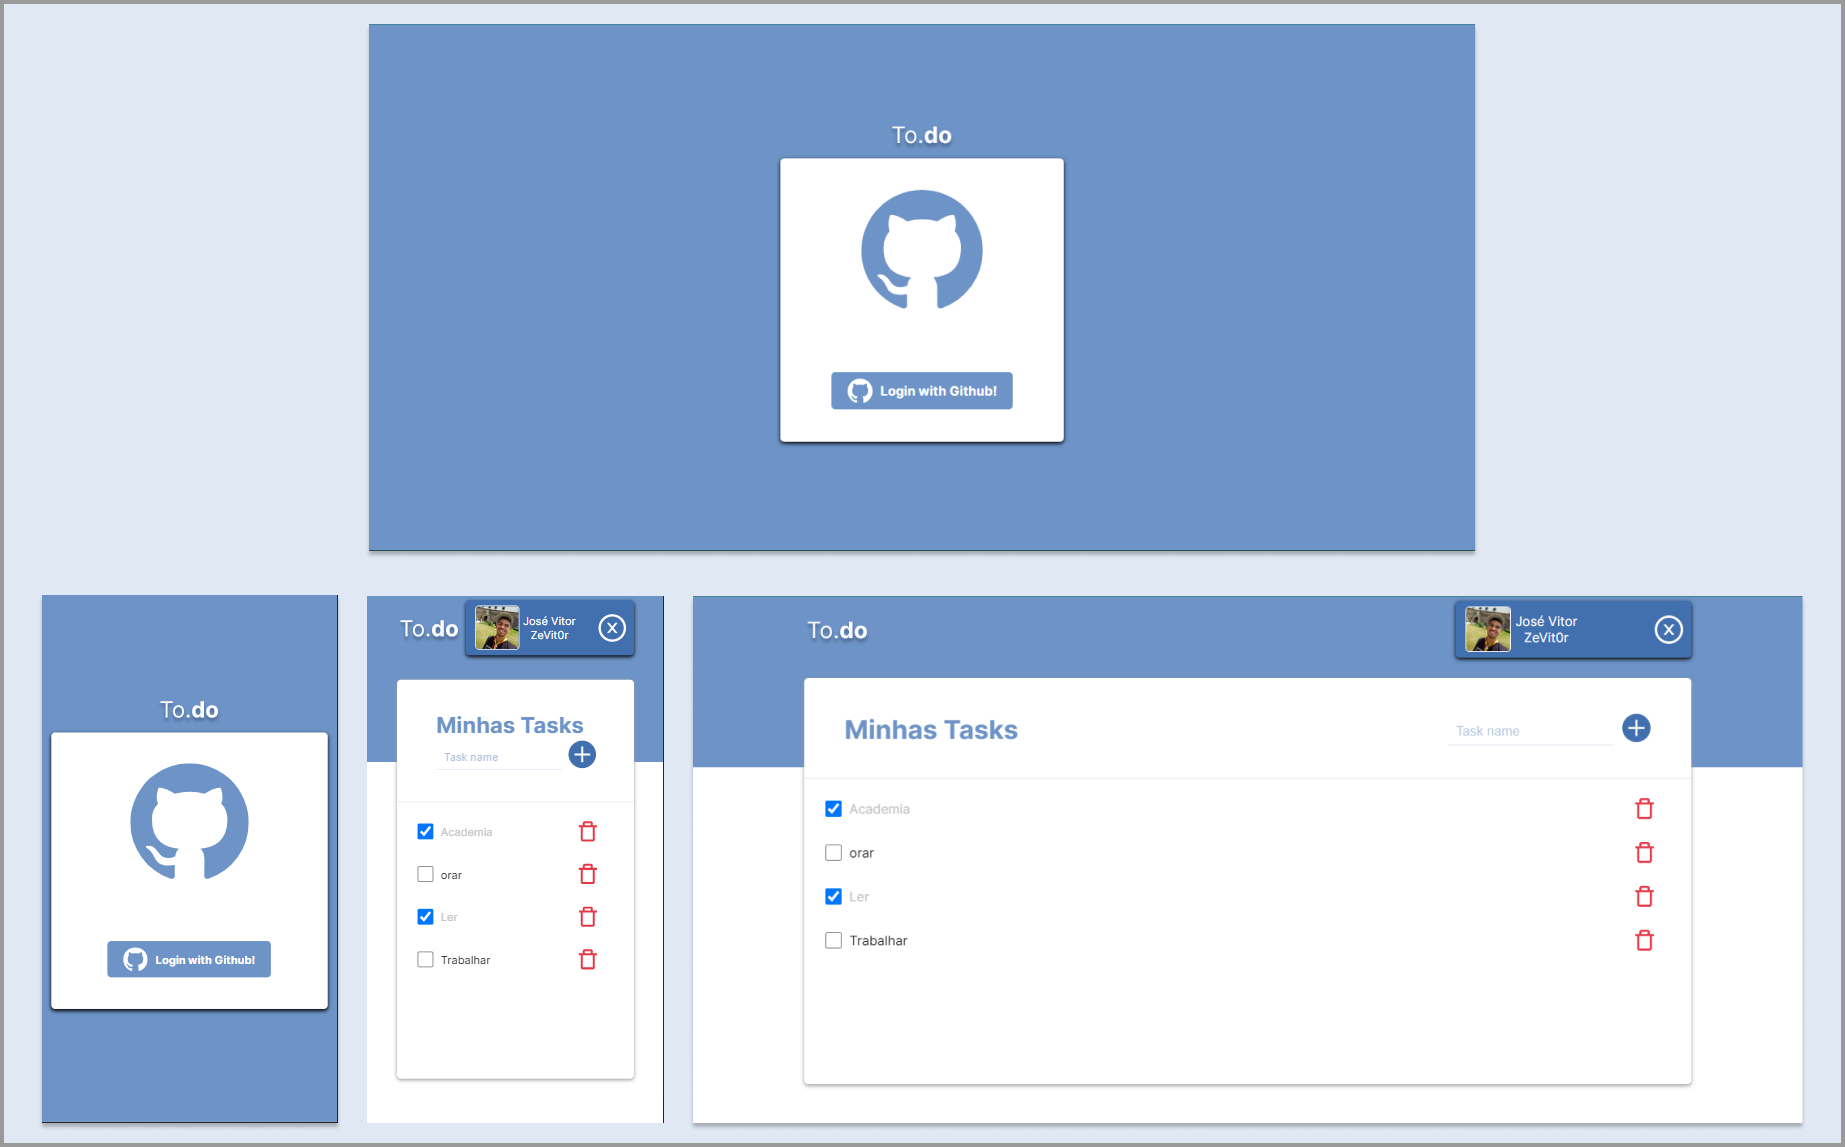 To.do
Login with Github!
To.do
Login with Github!
To.do
José Vitor
ZeVit0r
X
Minhas Tasks
Task name
Academia
orar
Ler
Trabalhar
To.do
José Vitor
ZeVit0r
X
Minhas Tasks
Task name
Academia
orar
Ler
Trabalhar